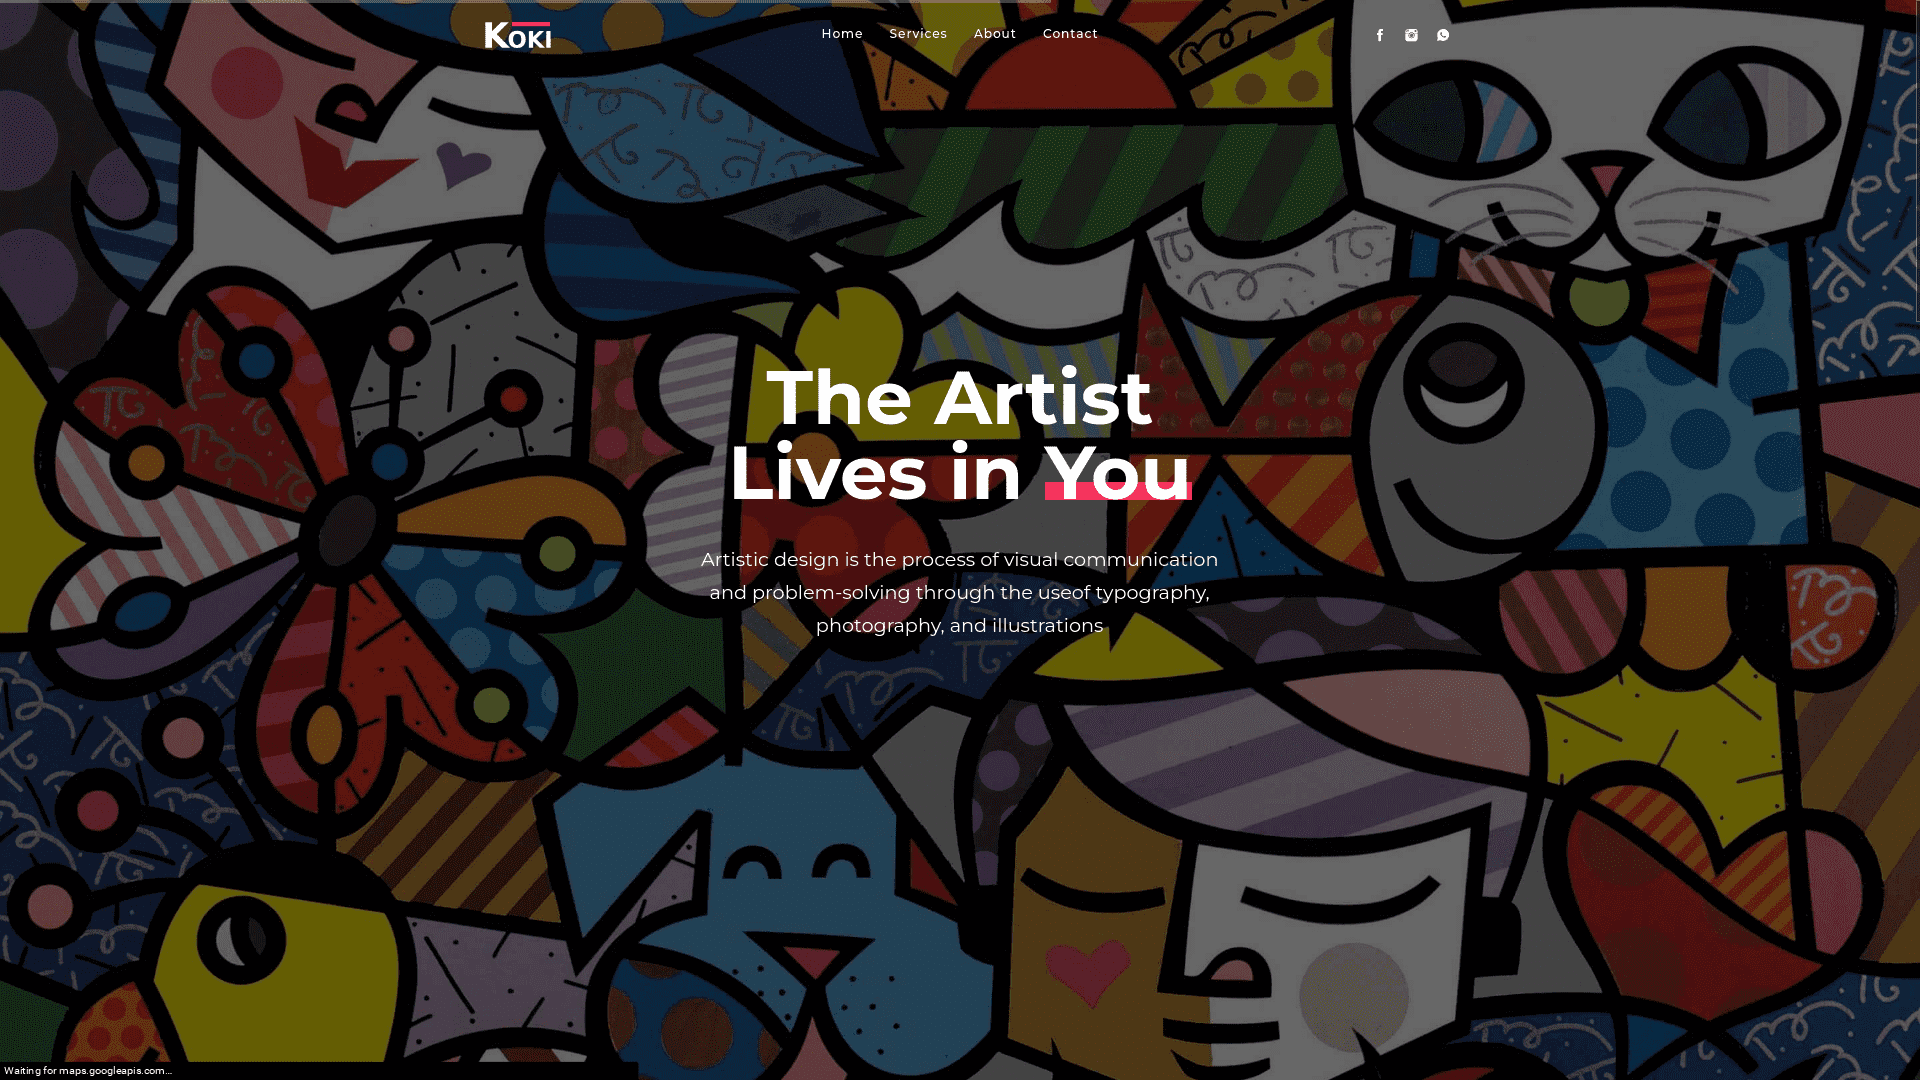 KOKI
Home Services About Contact
The Artist
Lives in You
Artistic design is the process of visual communication
and problem-solving through the useof typography,
photography, and illustrations
Waiting for maps.googleapis.com...